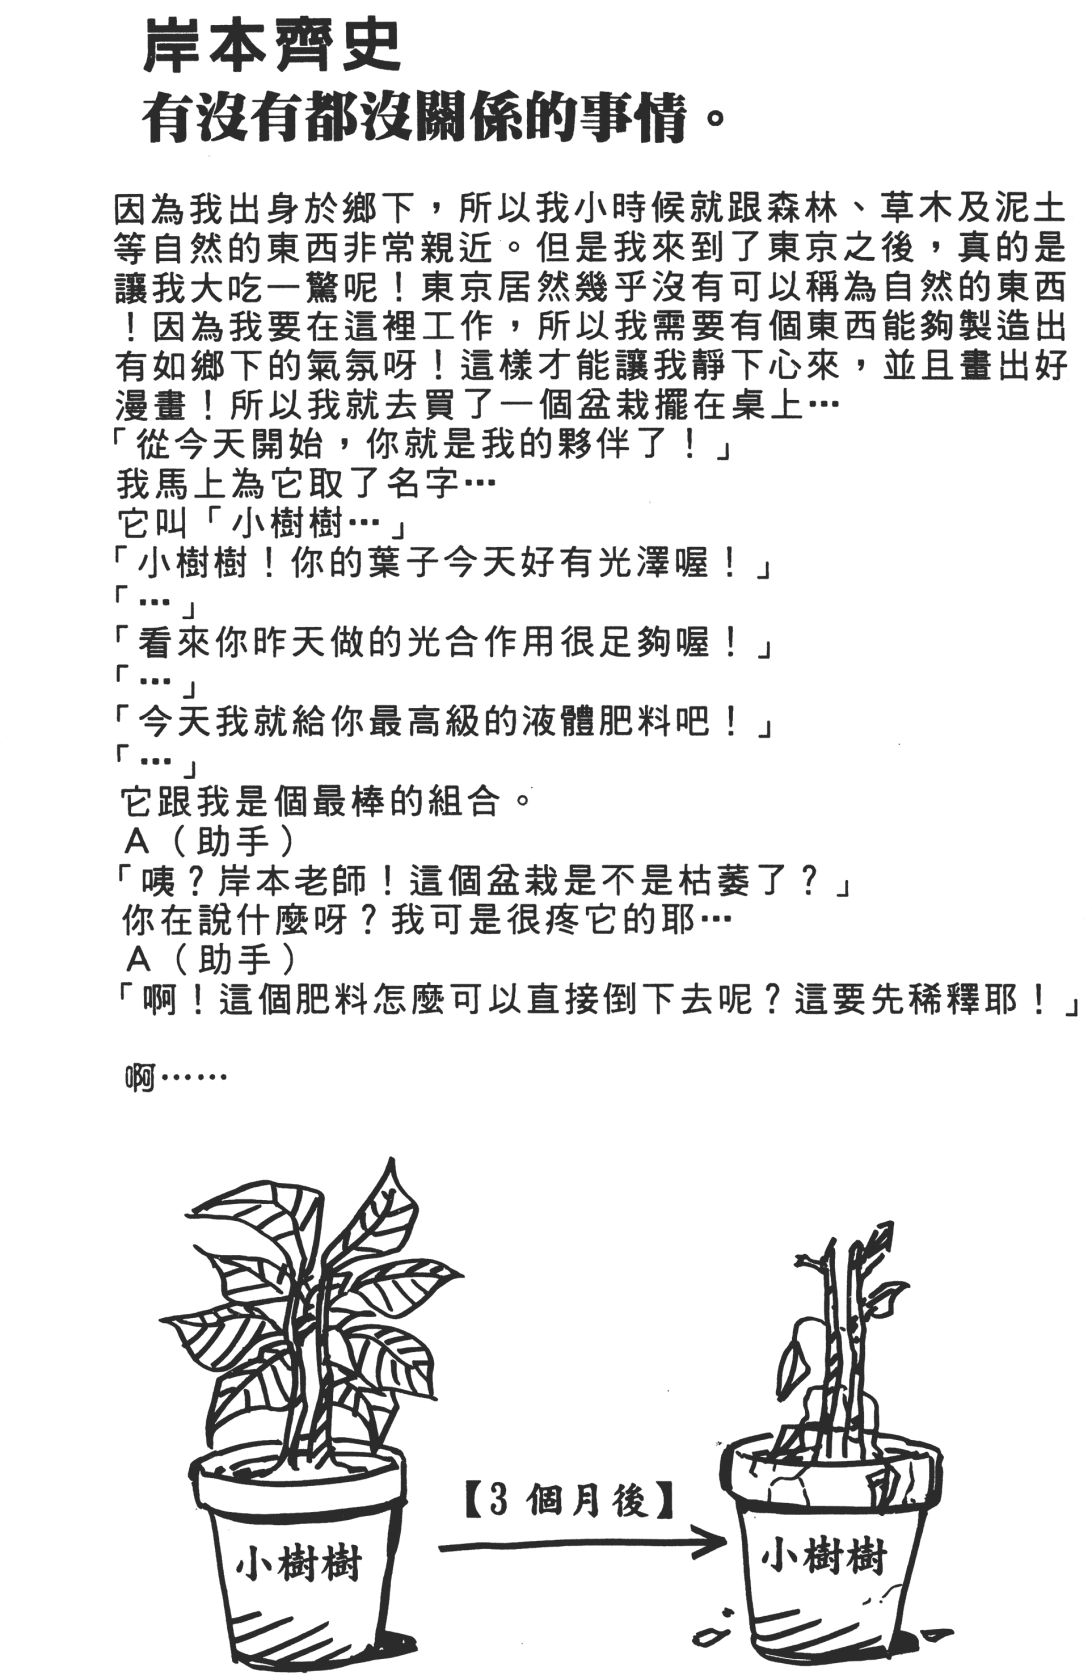 岸本齊史
有沒有都沒關係的事情。
因為我出身於鄉下，所以我小時候就跟森林、草木及泥土
等自然的東西非常親近。但是我來到了東京之後，真的是
讓我大吃一驚呢！東京居然幾乎沒有可以稱為自然的東西
！因為我要在這裡工作，所以我需要有個東西能夠製造出
有如鄉下的氣氛呀！這樣才能讓我靜下心來，並且畫出好
漫畫！所以我就去買了一個盆栽擺在桌上⋯
「從今天開始，你就是我的夥伴了！」
我馬上為它取了名字⋯
它叫「小樹樹⋯」
「小樹樹！你的葉子今天好有光澤喔！」
「⋯」
「看來你昨天做的光合作用很足夠喔！」
「⋯」
「今天我就給你最高級的液體肥料吧！」
「⋯」
它跟我是個最棒的組合。
A（助手）
「咦？岸本老師！這個盆栽是不是枯萎了？」
你在說什麼呀？我可是很疼它的耶⋯
A（助手）
「啊！這個肥料怎麼可以直接倒下去呢？這要先稀釋耶！」
啊⋯⋯
【3個月後】
小樹樹
小樹樹